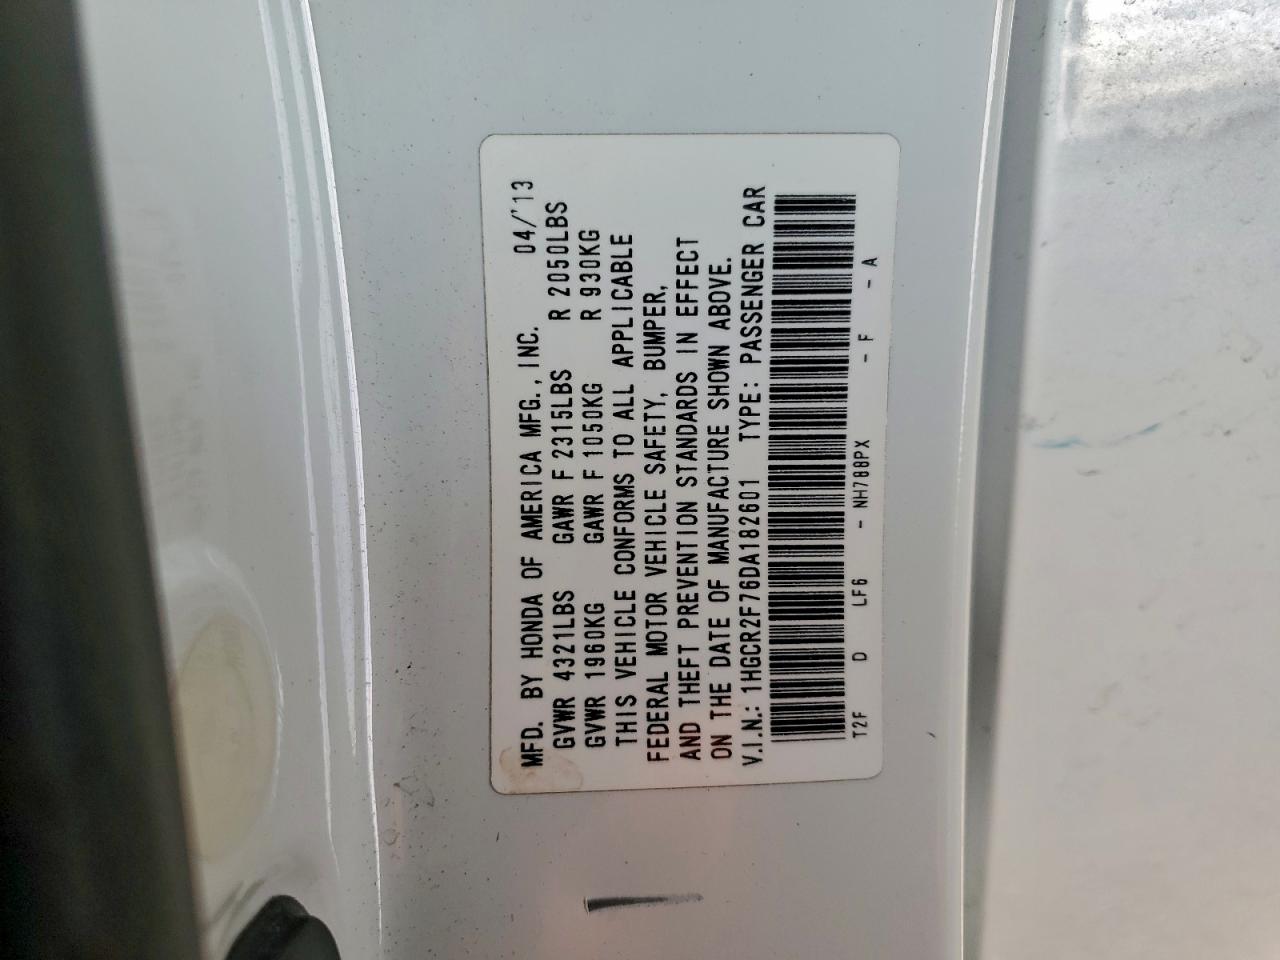 MFD. BY HONDA OF AMERICA MFG., INC. 04/'13
GVWR 4321LBS GAWR F 2315LBS R 2050LBS
GVWR 1960KG GAWR F 1050KG R 930KG
THIS VEHICLE CONFORMS TO ALL APPLICABLE
FEDERAL MOTOR VEHICLE SAFETY, BUMPER,
AND THEFT PREVENTION STANDARDS IN EFFECT
ON THE DATE OF MANUFACTURE SHOWN ABOVE.
V.I.N.: 1HGCR2F76DA182601 TYPE: PASSENGER CAR
T2F D LF6 - NH788PX - F - A